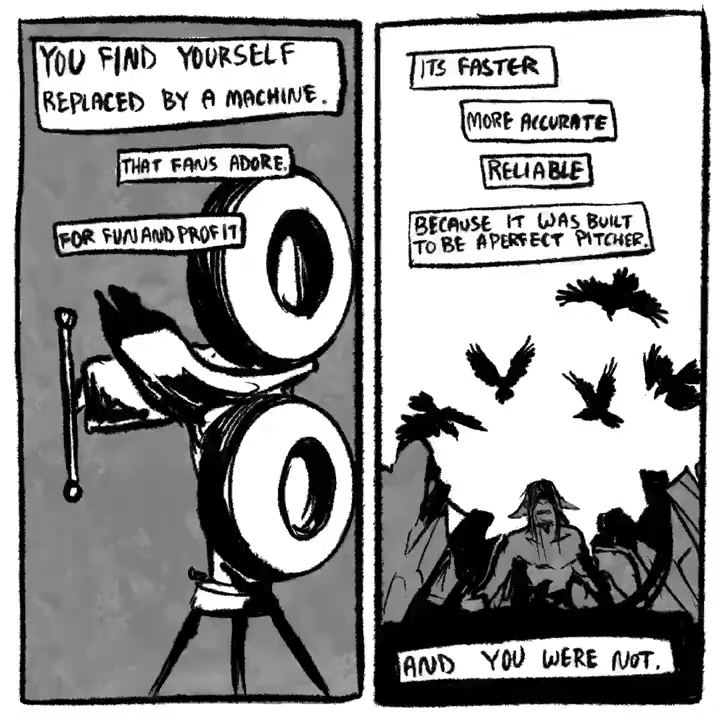 YOU FIND YOURSELF
REPLACED BY A MACHINE.
THAT FANS ADORE.
FOR FUN AND PROFIT
ITS FASTER
MORE ACCURATE
RELIABLE
BECAUSE IT WAS BUILT
TO BE A PERFECT PITCHER.
AND YOU WERE NOT.